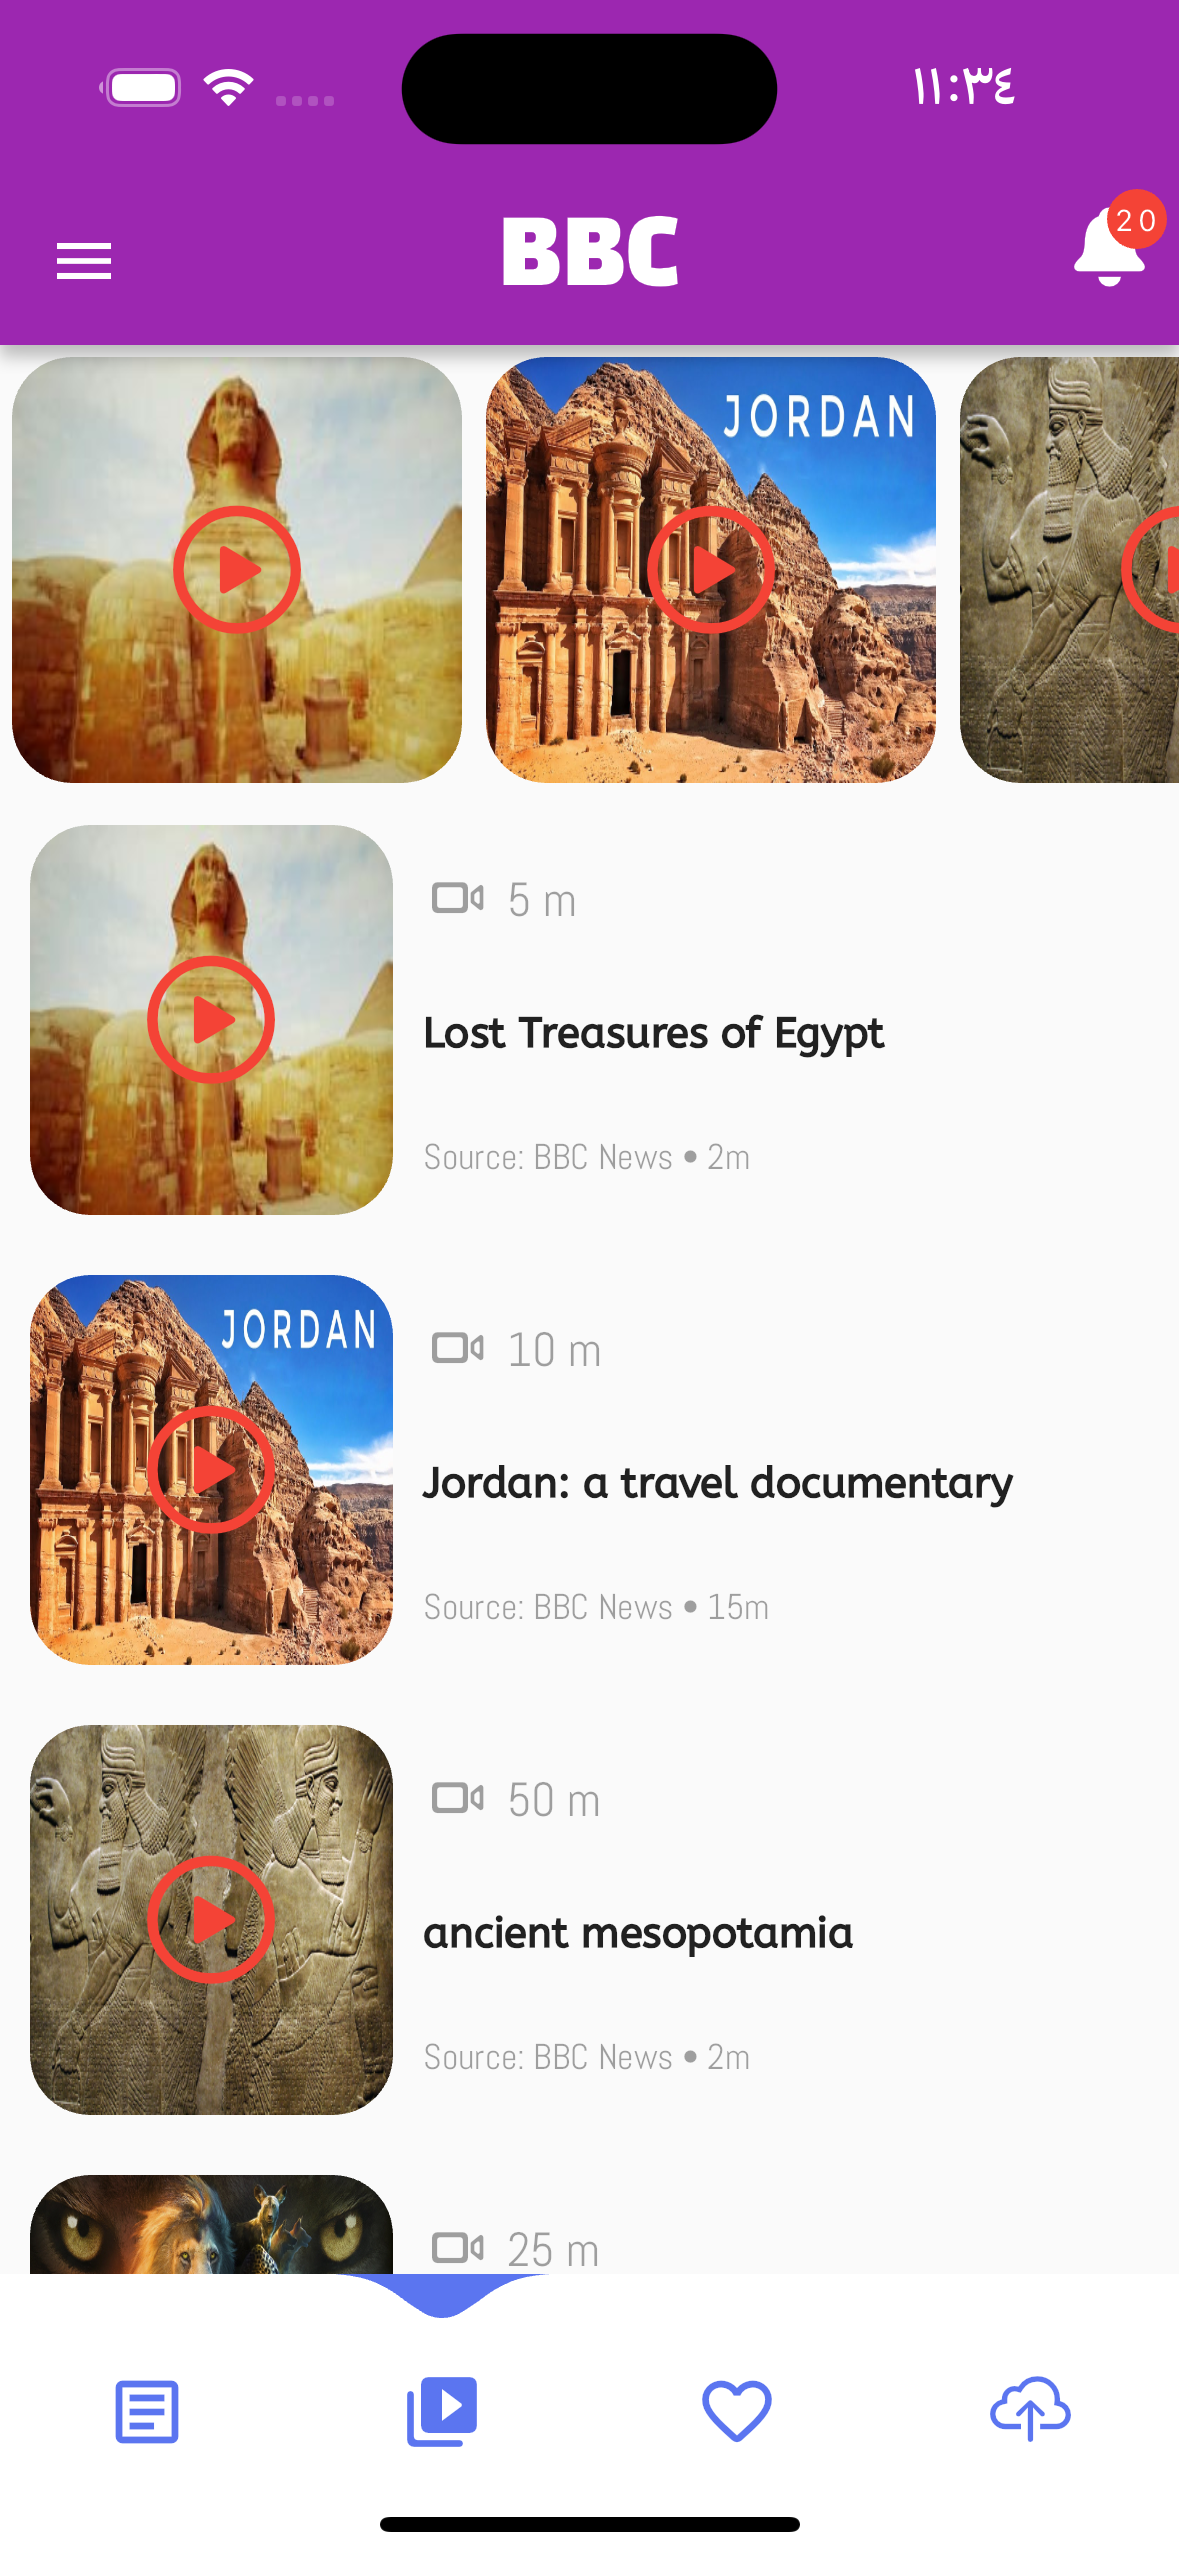 ١١:٣٤
BBC
20
JORDAN
5 m
Lost Treasures of Egypt
Source: BBC News • 2m
JORDAN
10 m
Jordan: a travel documentary
Source: BBC News • 15m
50 m
ancient mesopotamia
Source: BBC News • 2m
25 m